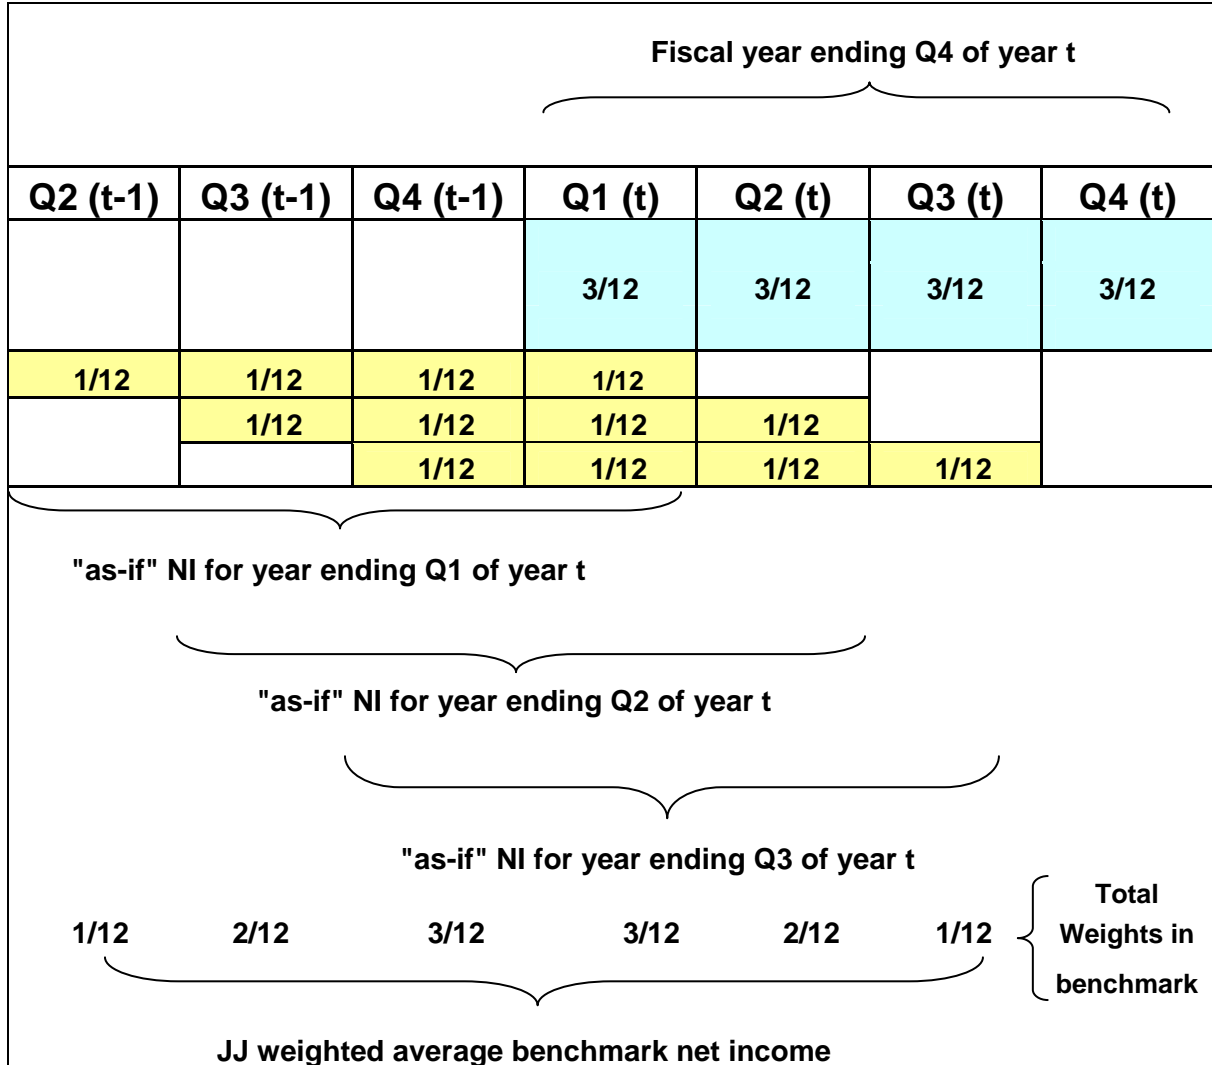 Fiscal year ending Q4 of year t
Q2 (t-1) Q3 (t-1) Q4 (t-1) Q1 (t) Q2 (t) Q3 (t) Q4 (t)
3/12 3/12 3/12 3/12
1/12 1/12 1/12 1/12
1/12 1/12 1/12 1/12
1/12 1/12 1/12 1/12
"as-if" NI for year ending Q1 of year t
"as-if" NI for year ending Q2 of year t
"as-if" NI for year ending Q3 of year t
1/12 2/12 3/12 3/12 2/12 1/12
Total
Weights in
benchmark
JJ weighted average benchmark net income